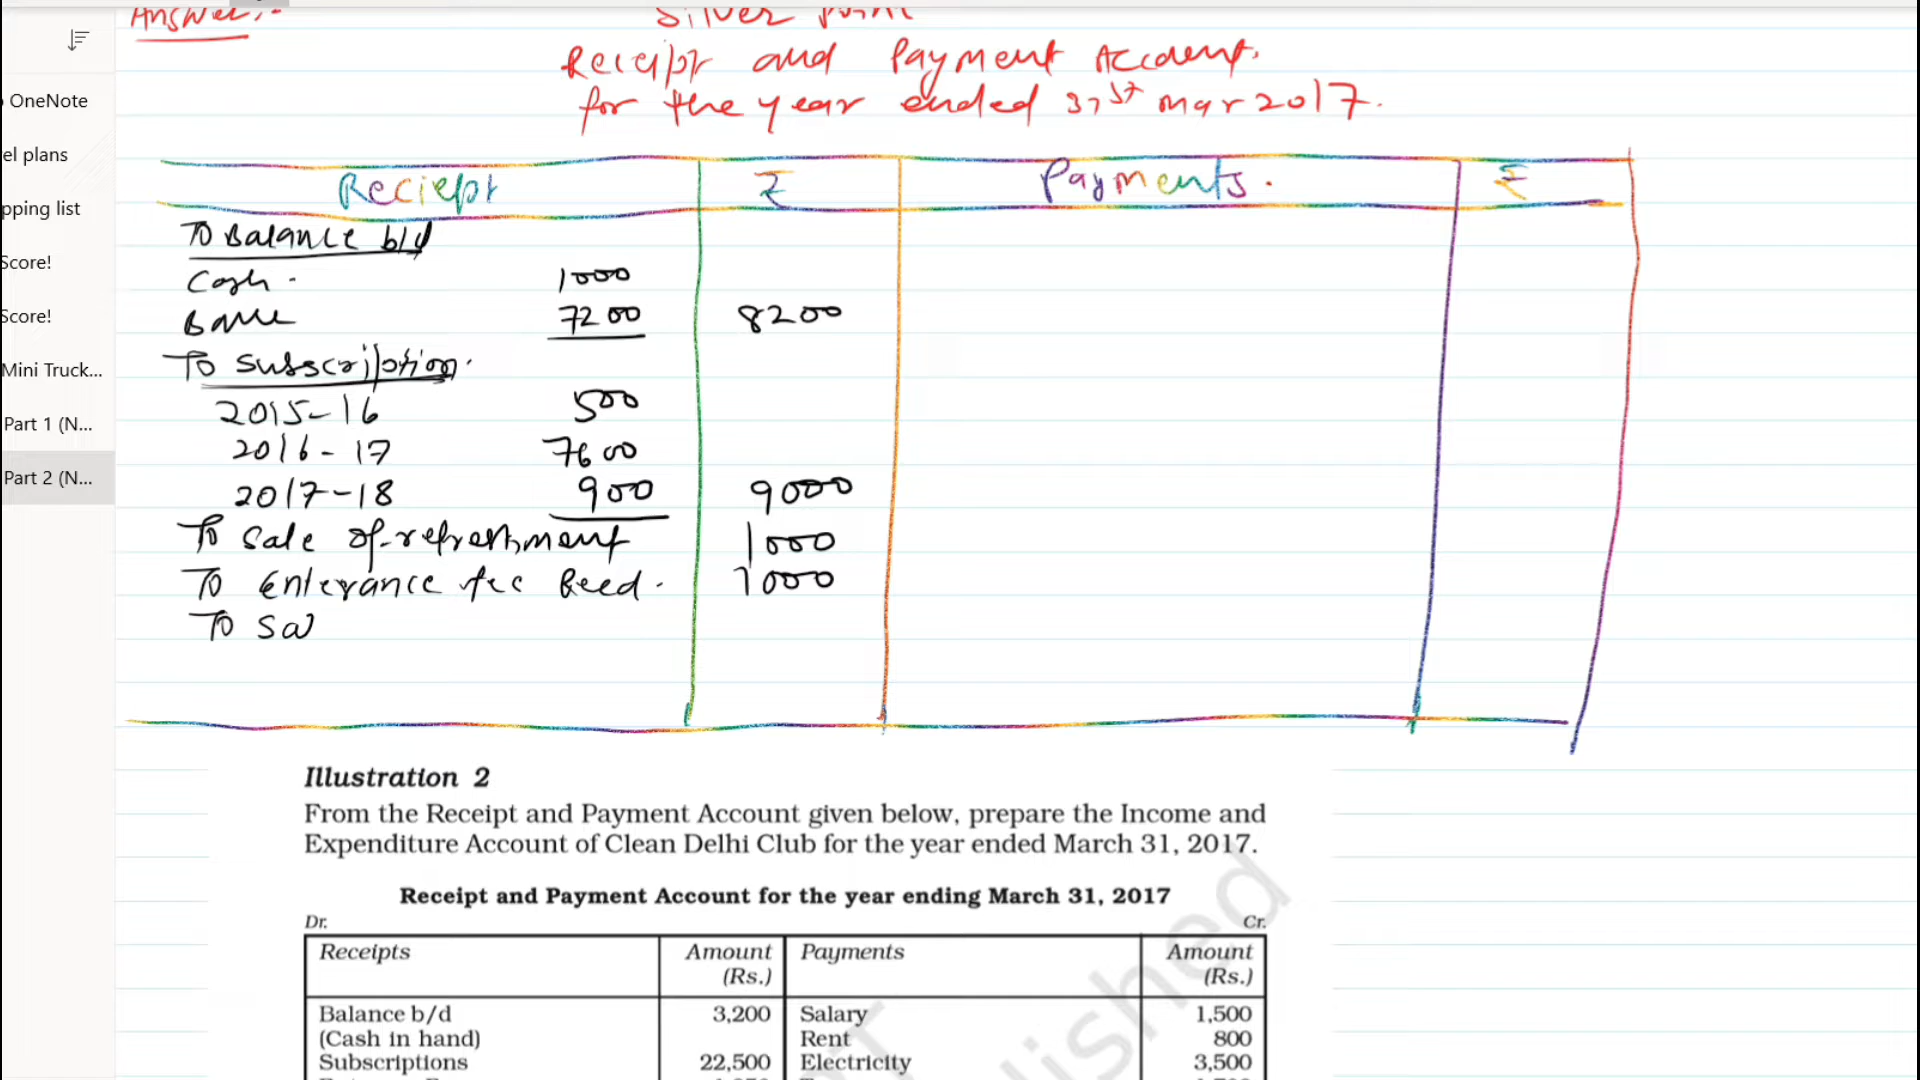 Answer:-
Silver Point
Reciept and Payment Account.
for the year ended 31st mar 2017.
OneNote
el plans
pping list
Score!
Score!
Mini Truck...
Part 1 (N...
Part 2 (N...
Reciept ₹ Payments. ₹
To Balance b/d
Cash. 1000
Bank 7200 8200
To Subscription.
2015-16 500
2016-17 7600
2017-18 900 9000
To Sale of refreshment 1000
To Enterance fee Reed. 1000
To Sal
Illustration 2
From the Receipt and Payment Account given below, prepare the Income and
Expenditure Account of Clean Delhi Club for the year ended March 31, 2017.
Receipt and Payment Account for the year ending March 31, 2017
Dr. Cr.
Receipts Amount Payments Amount
(Rs.) (Rs.)
Balance b/d 3,200 Salary 1,500
(Cash in hand) Rent 800
Subscriptions 22,500 Electricity 3,500